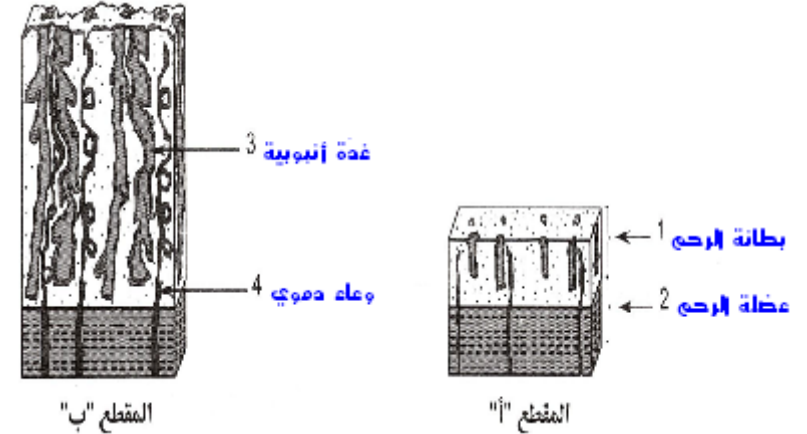 3 غدة أنبوبية
1 بطانة الرحم
4 وعاء دموي
2 عضلة الرحم
المقطع "ب"
المقطع "أ"